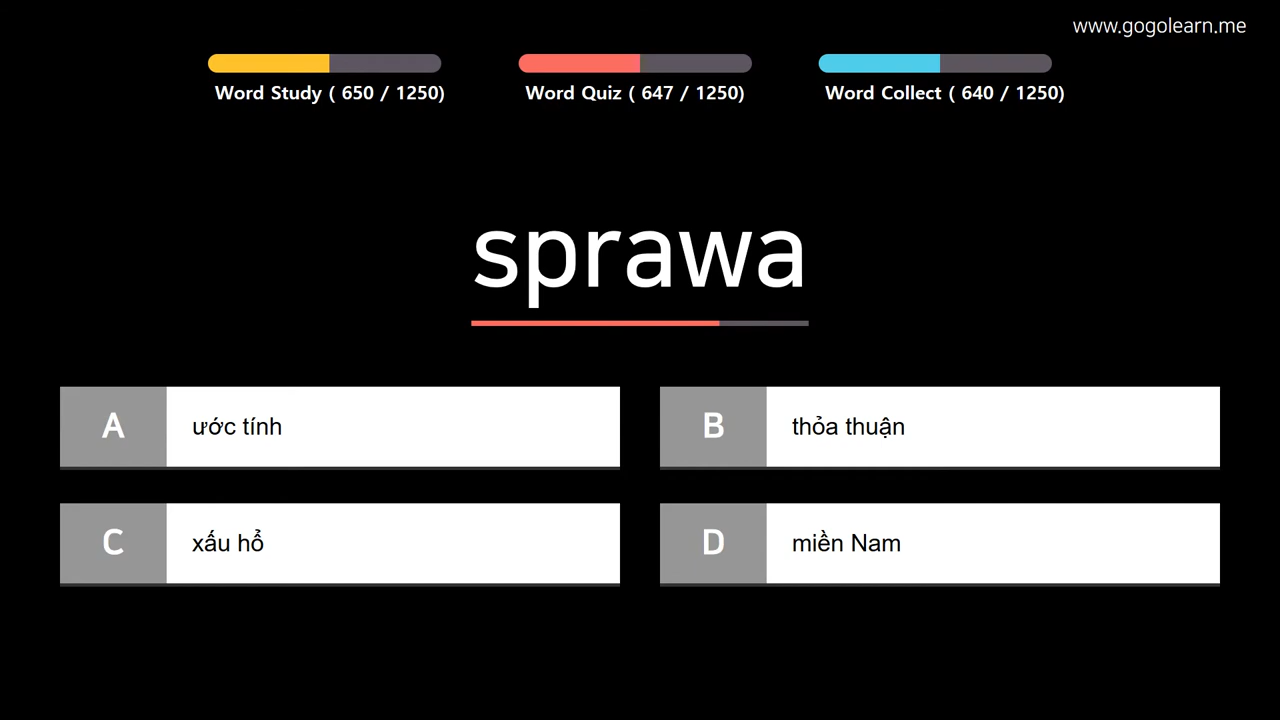 www.gogolearn.me
Word Study ( 650 / 1250)
Word Quiz ( 647 / 1250)
Word Collect ( 640 / 1250)
sprawa
A ước tính
B thỏa thuận
C xấu hổ
D miền Nam